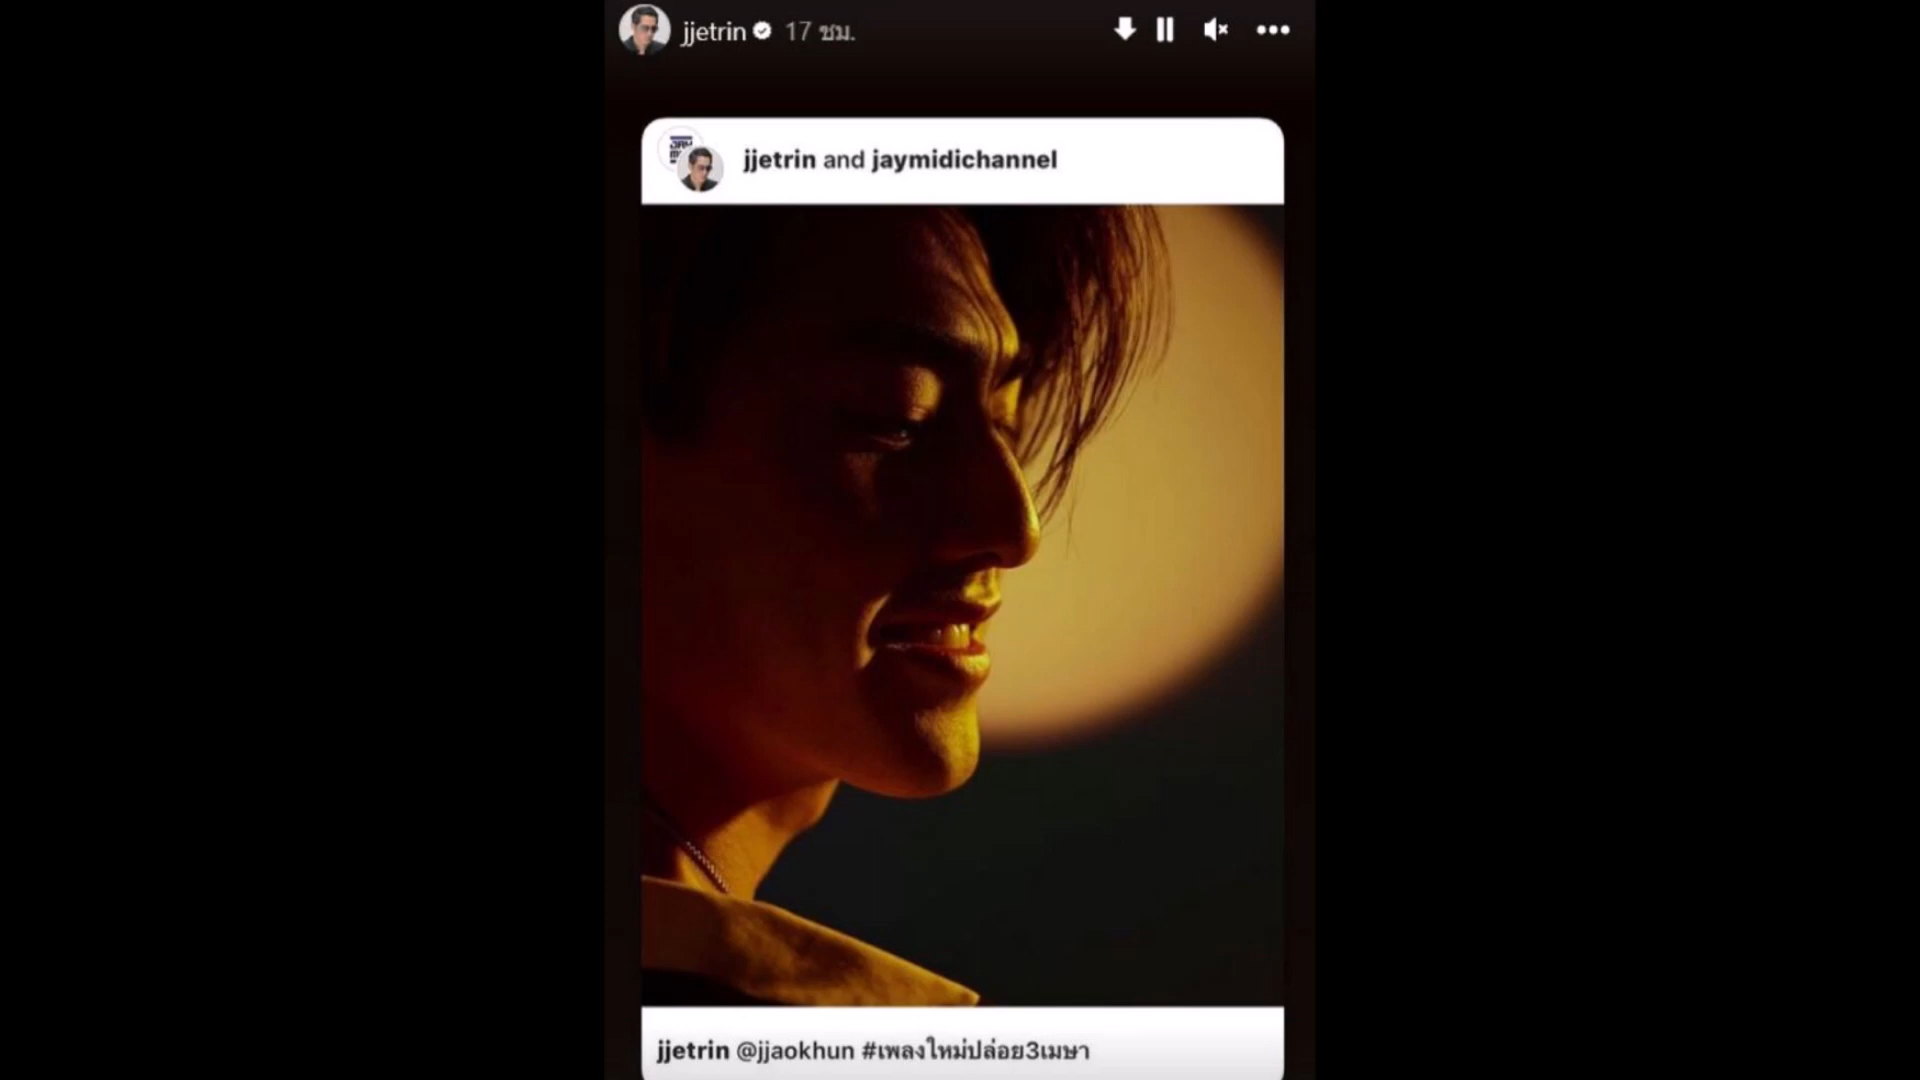 jjetrin 17 ชม.
jjetrin and jaymidichannel
jjetrin @jjaokhun #เพลงใหม่ปล่อย3เมษา